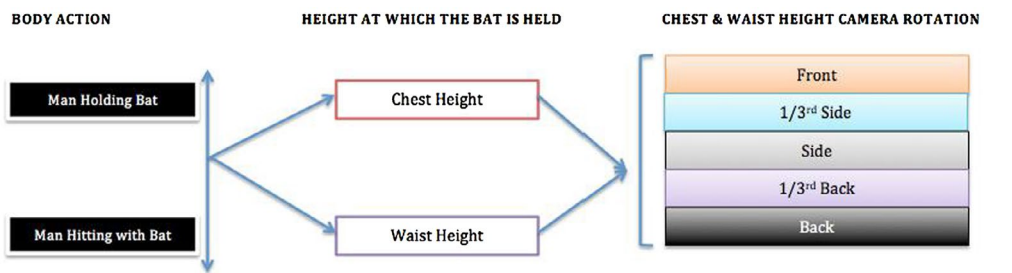 BODY ACTION
HEIGHT AT WHICH THE BAT IS HELD
CHEST & WAIST HEIGHT CAMERA ROTATION
Man Holding Bat
Man Hitting with Bat
Chest Height
Waist Height
Front
1/3rd Side
Side
1/3rd Back
Back